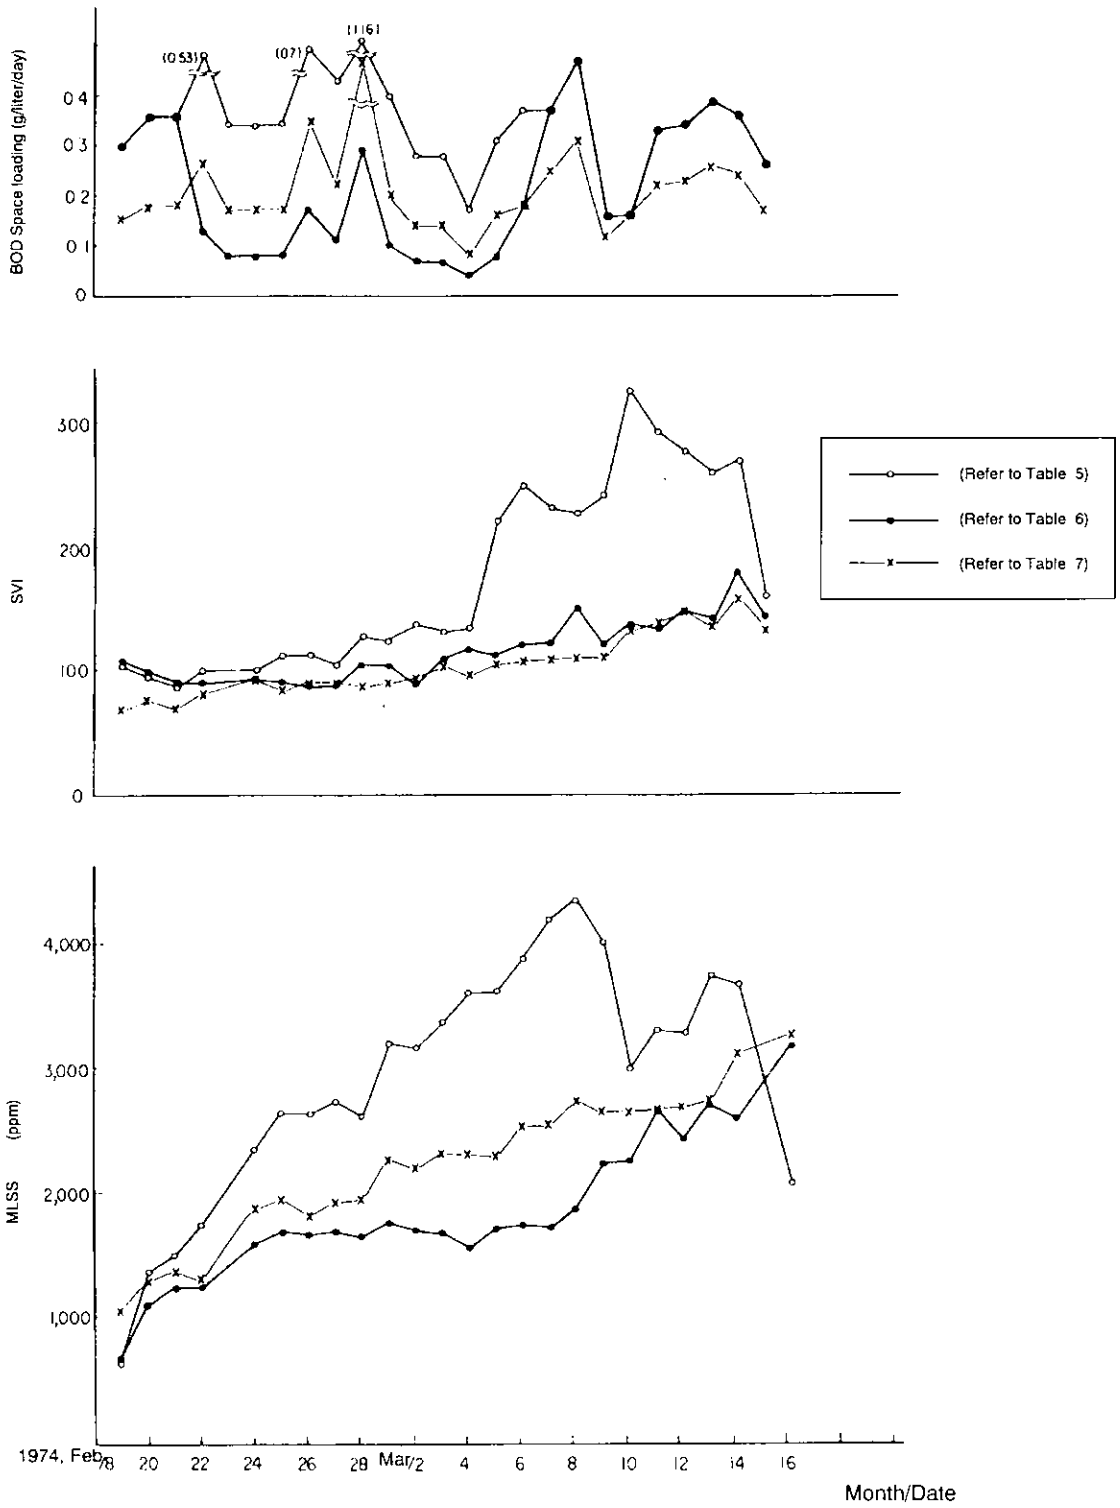 BOD Space loading (g/liter/day)
(0.53)
(0.7)
(1.16)
0.4
0.3
0.2
0.1
0
SVI
300
200
100
0
(Refer to Table 5)
(Refer to Table 6)
(Refer to Table 7)
MLSS (ppm)
4,000
3,000
2,000
1,000
1974, Feb. 18 20 22 24 26 28 Mar/2 4 6 8 10 12 14 16
Month/Date